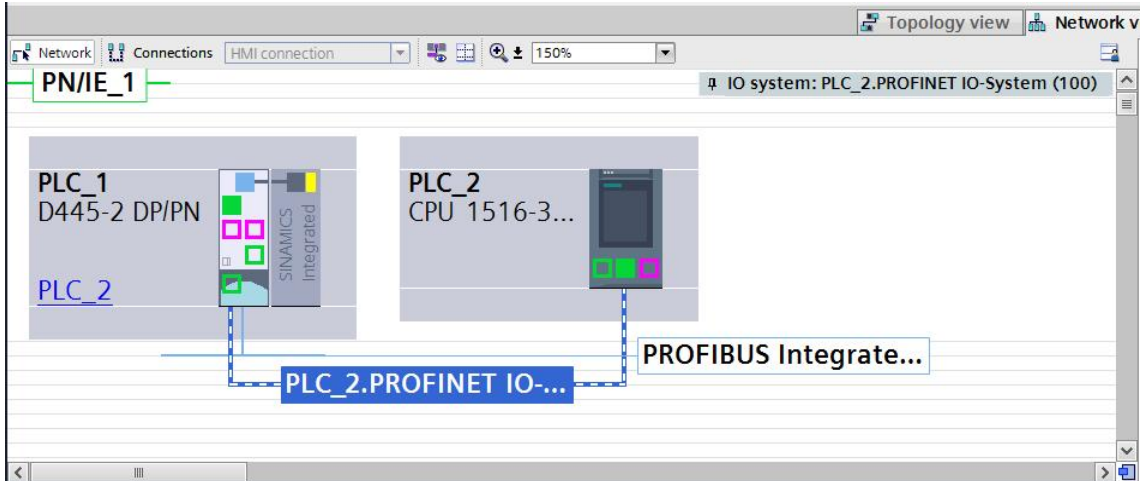 Topology view
Network v
Network
Connections
HMI connection
150%
PN/IE_1
IO system: PLC_2.PROFINET IO-System (100)
PLC_1
D445-2 DP/PN
PLC_2
SINAMICS
Integrated
PLC_2
CPU 1516-3...
PROFIBUS Integrate...
PLC_2.PROFINET IO-...